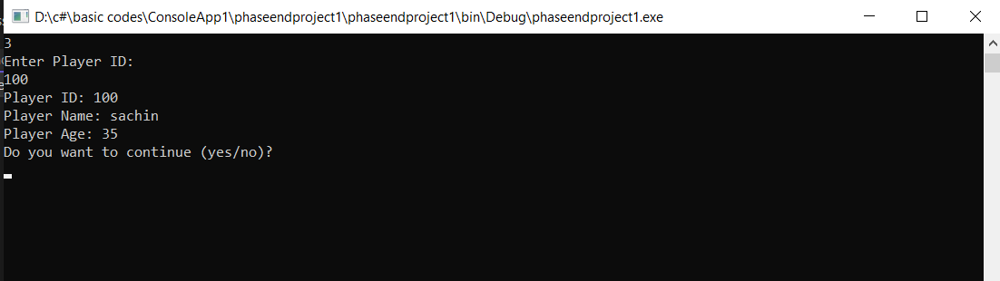 D:\c#\basic codes\ConsoleApp1\phaseendproject1\phaseendproject1\bin\Debug\phaseendproject1.exe
3
Enter Player ID:
100
Player ID: 100
Player Name: sachin
Player Age: 35
Do you want to continue (yes/no)?